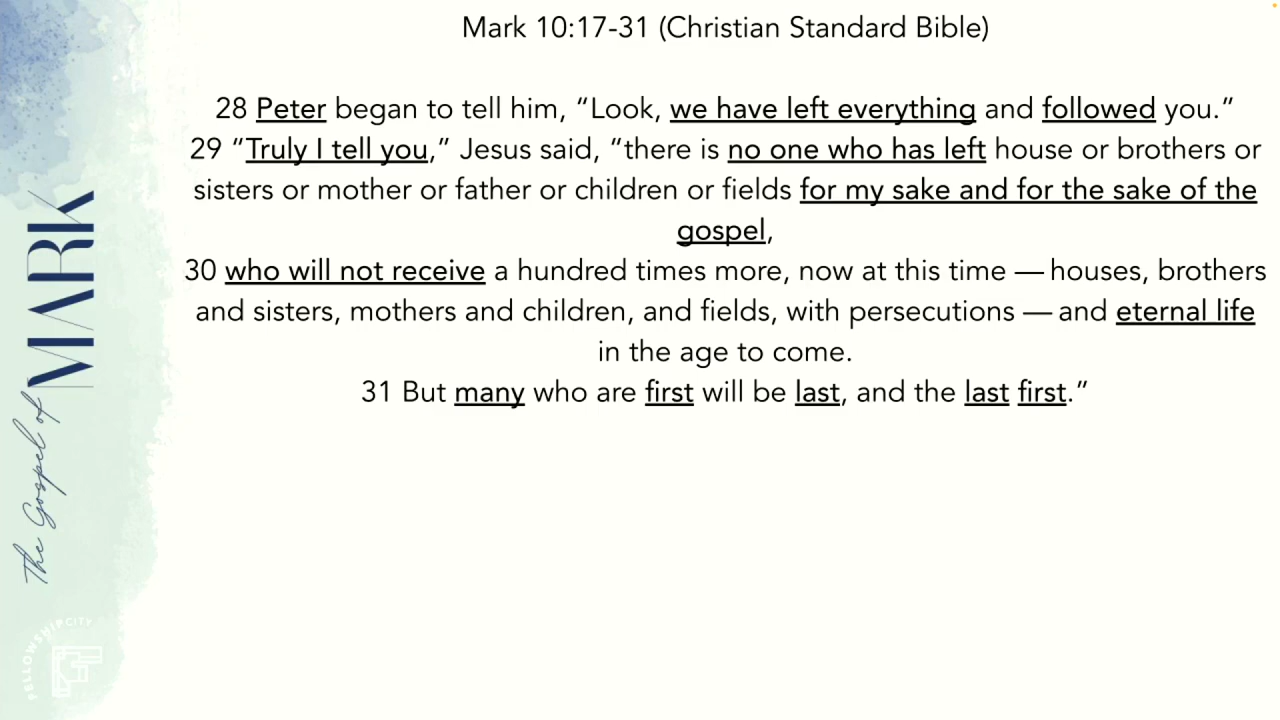 Mark 10:17-31 (Christian Standard Bible)
28 Peter began to tell him, “Look, we have left everything and followed you.”
29 “Truly I tell you,” Jesus said, “there is no one who has left house or brothers or
sisters or mother or father or children or fields for my sake and for the sake of the
gospel,
30 who will not receive a hundred times more, now at this time — houses, brothers
and sisters, mothers and children, and fields, with persecutions — and eternal life
in the age to come.
31 But many who are first will be last, and the last first.”
The Gospel of
MARK
FELLOWSHIP CITY